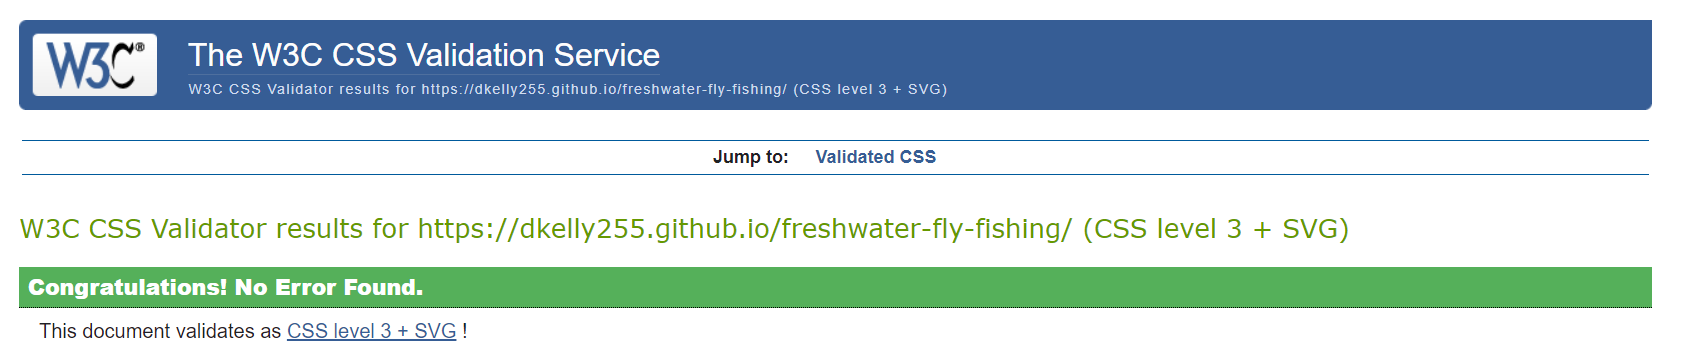 W3C®
The W3C CSS Validation Service
W3C CSS Validator results for https://dkelly255.github.io/freshwater-fly-fishing/ (CSS level 3 + SVG)
Jump to: Validated CSS
W3C CSS Validator results for https://dkelly255.github.io/freshwater-fly-fishing/ (CSS level 3 + SVG)
Congratulations! No Error Found.
This document validates as CSS level 3 + SVG !